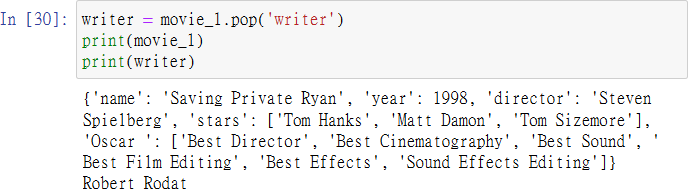 In [30]: writer = movie_1.pop('writer')
print(movie_1)
print(writer)
{'name': 'Saving Private Ryan', 'year': 1998, 'director': 'Steven
Spielberg', 'stars': ['Tom Hanks', 'Matt Damon', 'Tom Sizemore'],
'Oscar ': ['Best Director', 'Best Cinematography', 'Best Sound', '
Best Film Editing', 'Best Effects', 'Sound Effects Editing']}
Robert Rodat